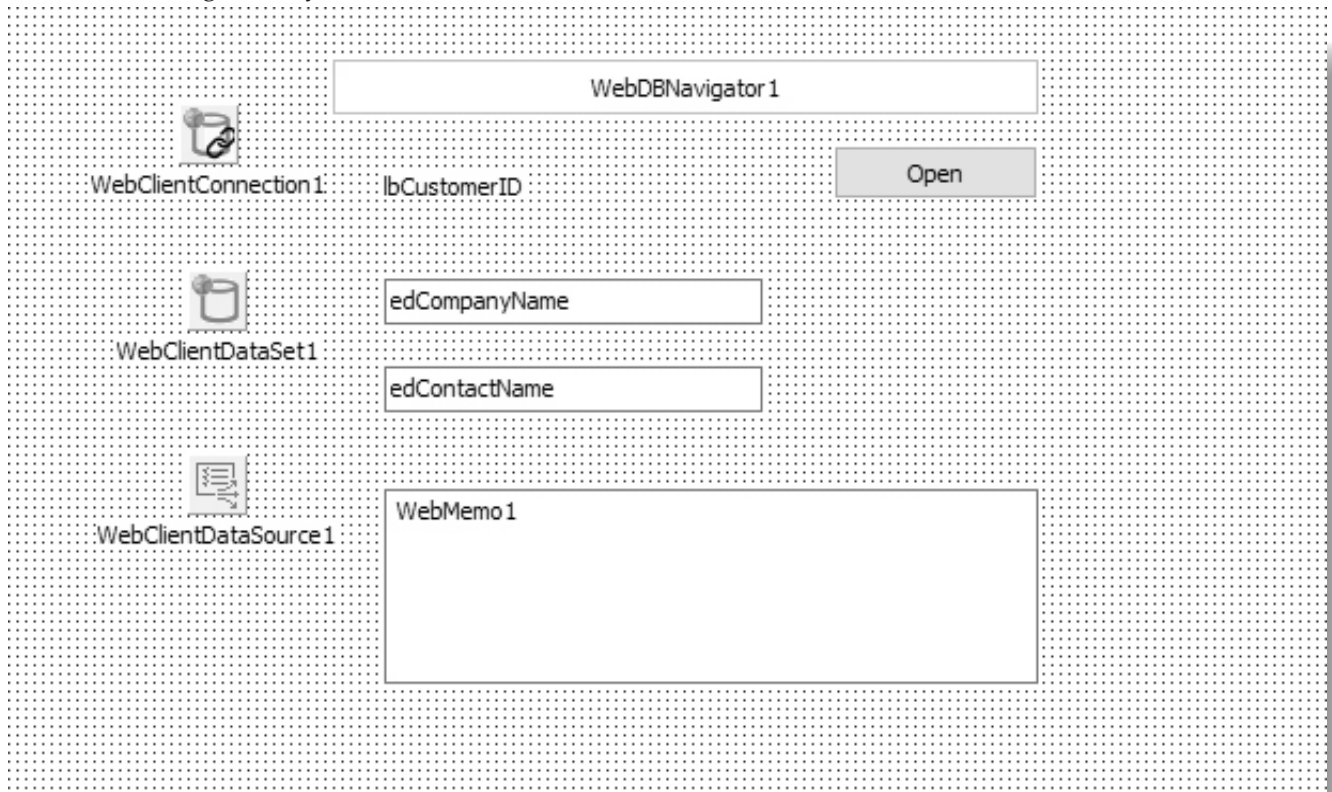 WebDBNavigator1
WebClientConnection1
lbCustomerID
Open
WebClientDataSet1
edCompanyName
edContactName
WebClientDataSource1
WebMemo1